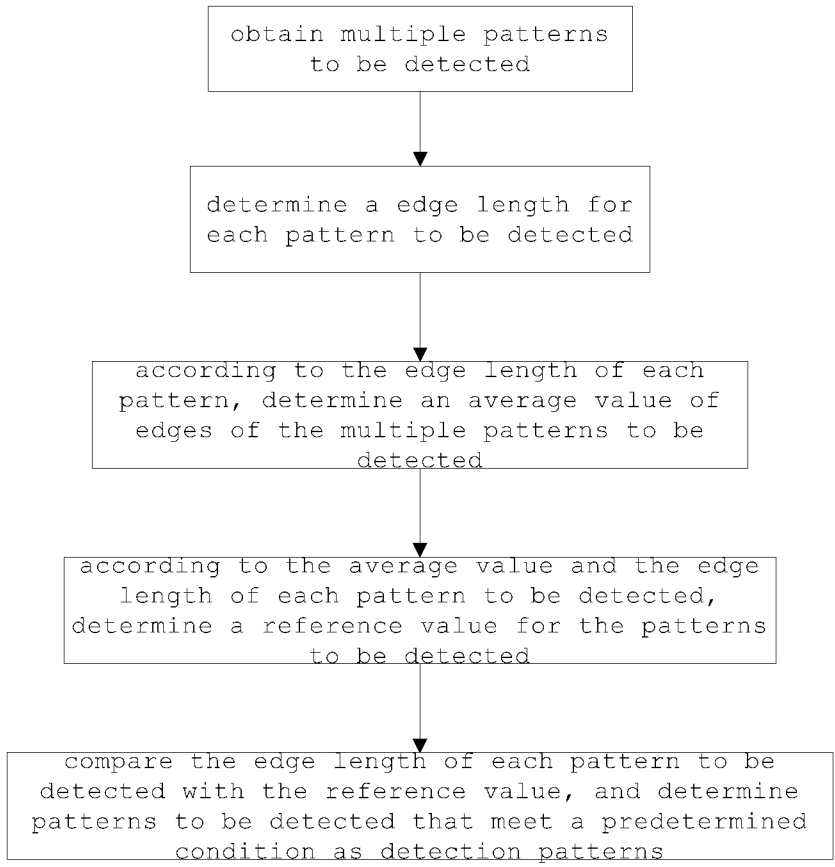 obtain multiple patterns
to be detected
determine a edge length for
each pattern to be detected
according to the edge length of each
pattern, determine an average value of
edges of the multiple patterns to be
detected
according to the average value and the edge
length of each pattern to be detected,
determine a reference value for the patterns
to be detected
compare the edge length of each pattern to be
detected with the reference value, and determine
patterns to be detected that meet a predetermined
condition as detection patterns